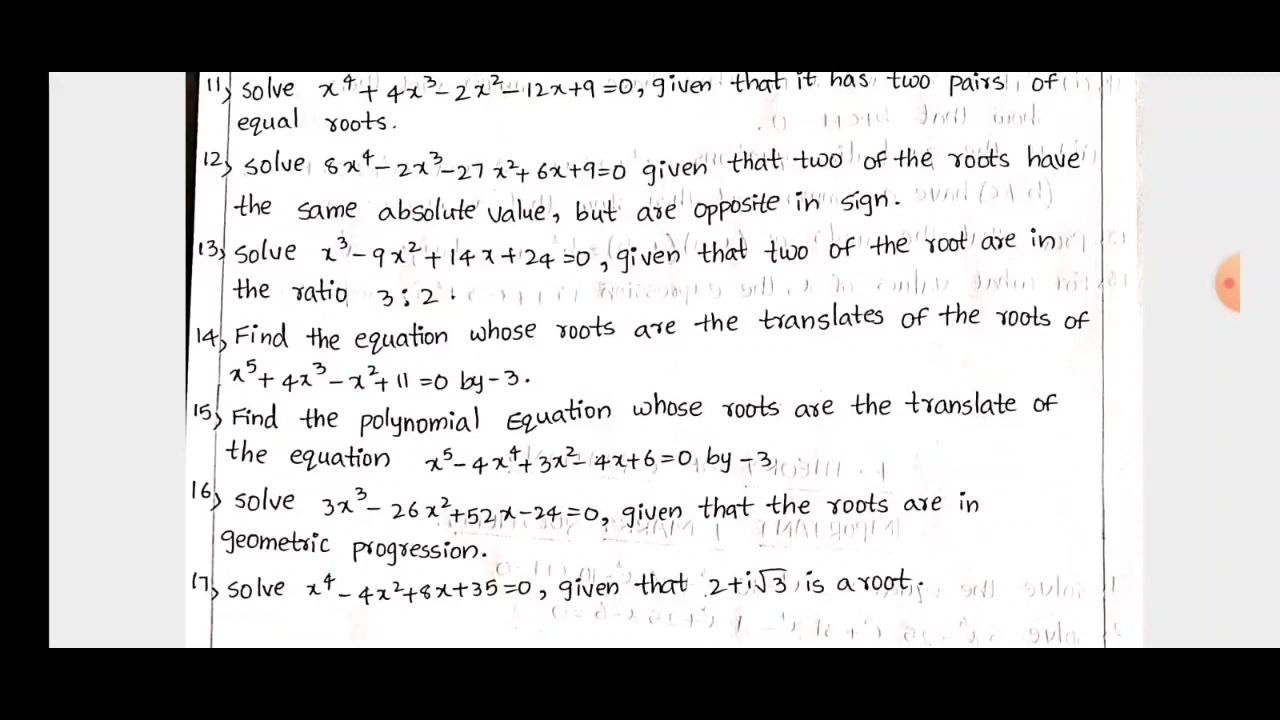 11) solve x⁴ + 4x³ - 2x² - 12x + 9 = 0, given that it has two pairs of
equal roots.
12) solve 8x⁴ - 2x³ - 27x² + 6x + 9 = 0 given that two of the roots have
the same absolute value, but are opposite in sign.
13) solve x³ - 9x² + 14x + 24 = 0, given that two of the root are in
the ratio 3:2.
14) Find the equation whose roots are the translates of the roots of
x⁵ + 4x³ - x² + 11 = 0 by -3.
15) Find the polynomial Equation whose roots are the translate of
the equation x⁵ - 4x⁴ + 3x² - 4x + 6 = 0 by -3
16) solve 3x³ - 26x² + 52x - 24 = 0, given that the roots are in
geometric progression.
17) solve x⁴ - 4x² + 8x + 35 = 0, given that 2+i√3 is a root.